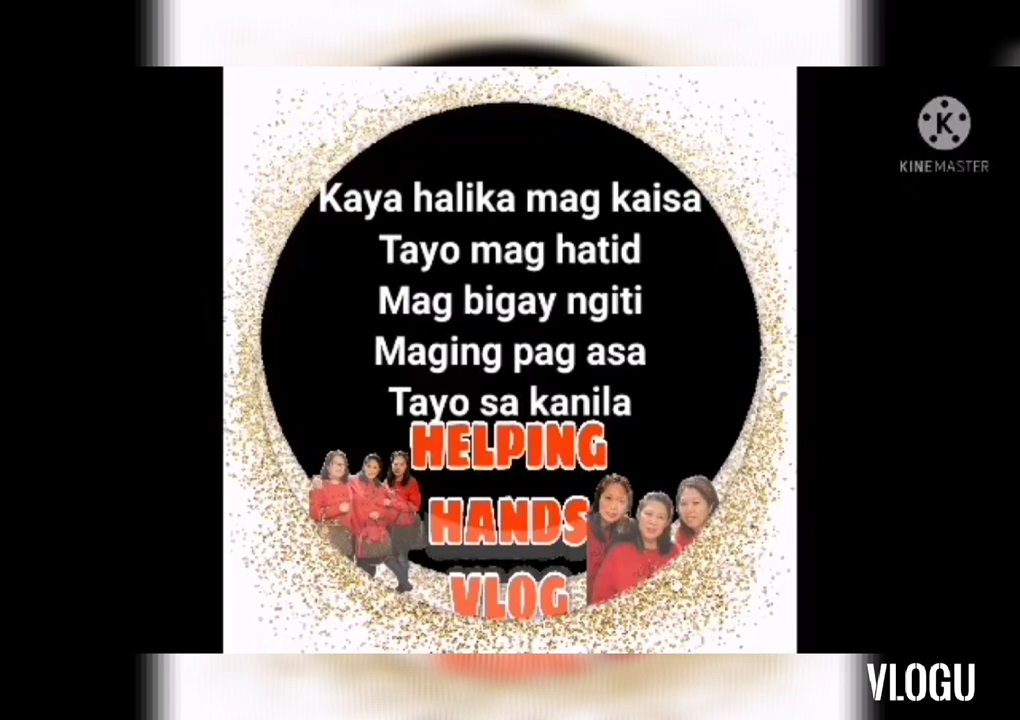 Kaya halika mag kaisa
Tayo mag hatid
Mag bigay ngiti
Maging pag asa
Tayo sa kanila
HELPING
HANDS
VLOG
K
KINEMASTER
VLOGU